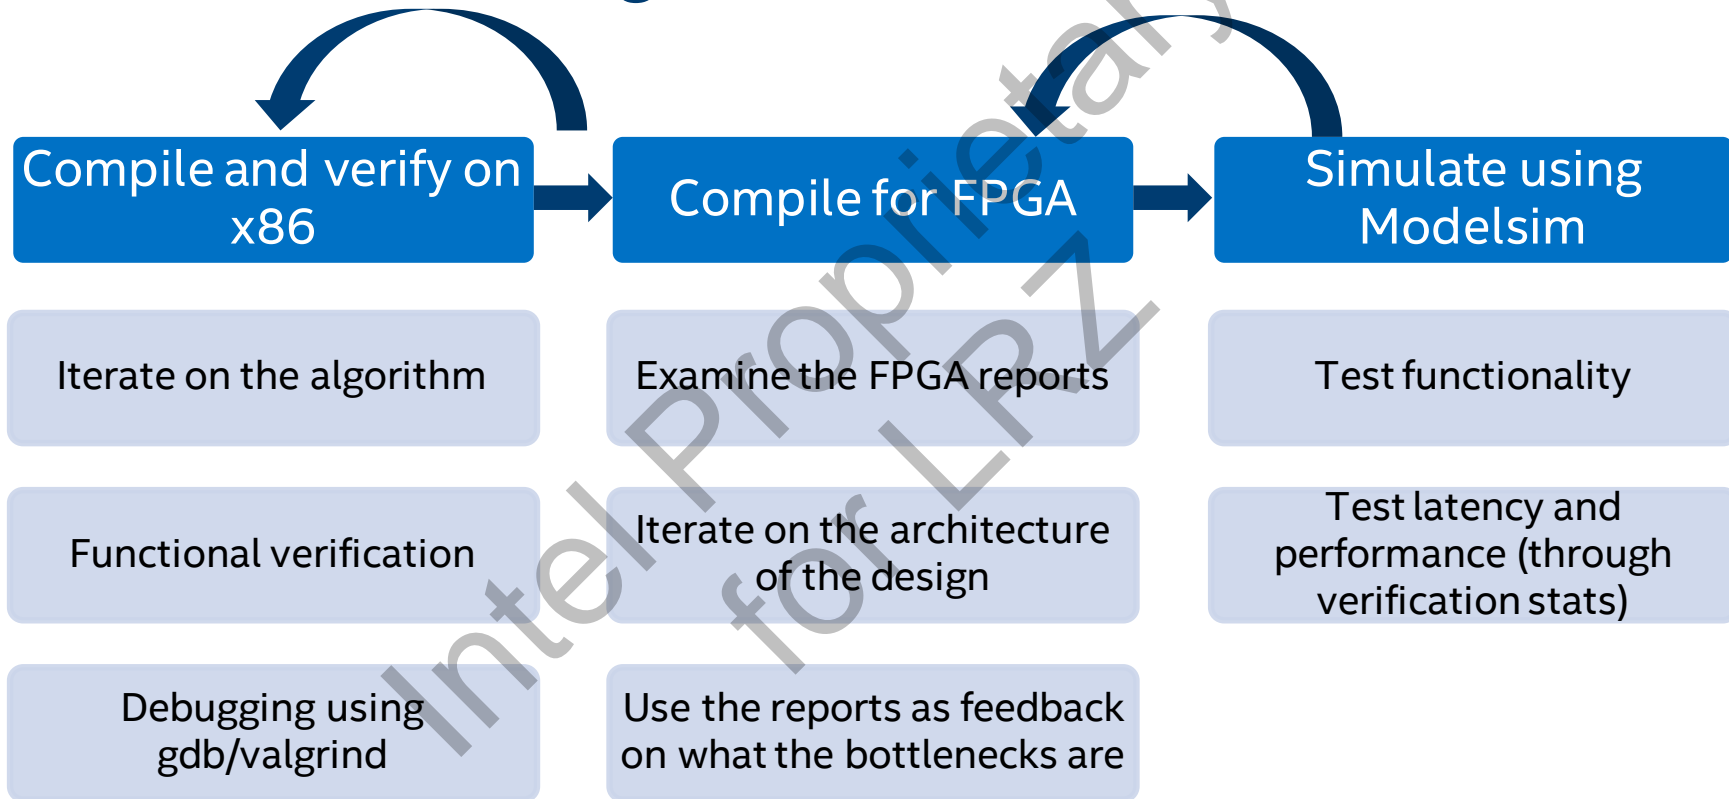 Compile and verify on
x86
Compile for FPGA
Simulate using
Modelsim
Iterate on the algorithm
Examine the FPGA reports
Test functionality
Functional verification
Iterate on the architecture
of the design
Test latency and
performance (through
verification stats)
Debugging using
gdb/valgrind
Use the reports as feedback
on what the bottlenecks are
Intel Proprietary
for LRZ